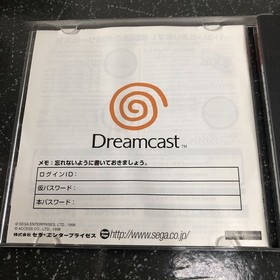 Dreamcast™
メモ：忘れないように書いておきましょう。
ログインID：
仮パスワード：
本パスワード：
©SEGA ENTERPRISES, LTD., 1998
©ACCESS CO., LTD., 1998
株式会社 セガ・エンタープライゼス
http://www.sega.co.jp/